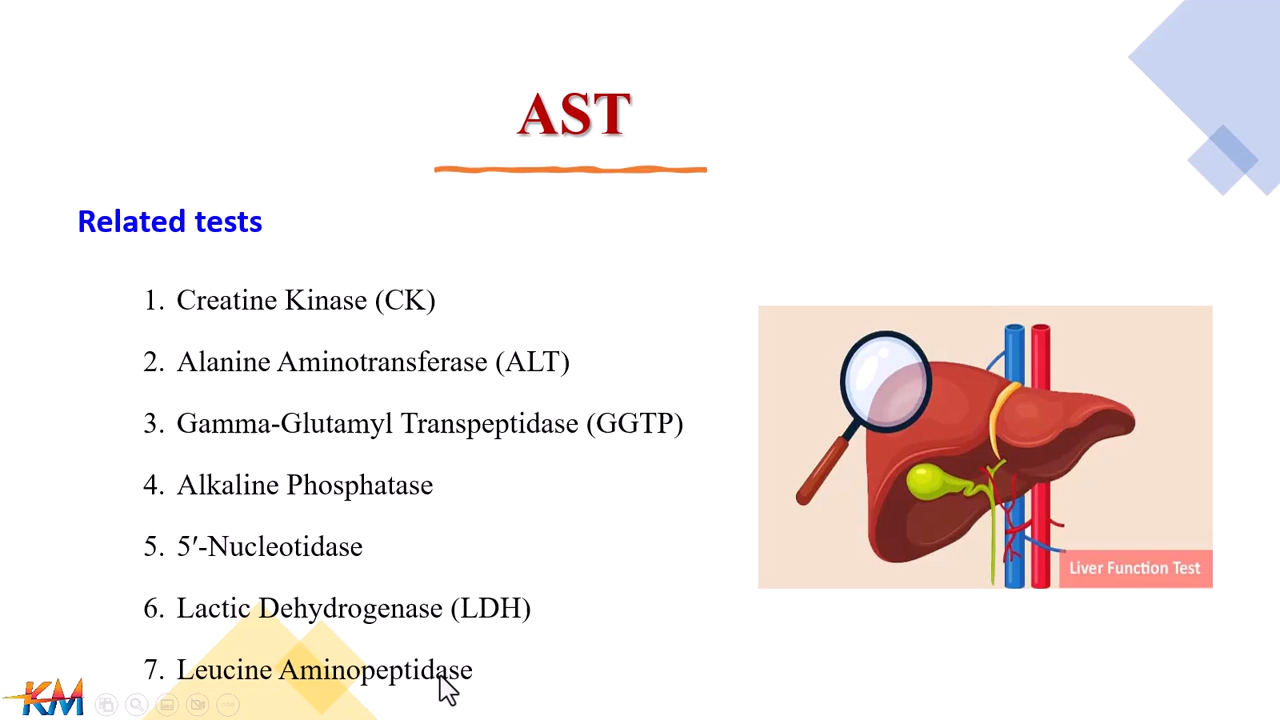 AST
Related tests
1. Creatine Kinase (CK)
2. Alanine Aminotransferase (ALT)
3. Gamma-Glutamyl Transpeptidase (GGTP)
4. Alkaline Phosphatase
5. 5′-Nucleotidase
6. Lactic Dehydrogenase (LDH)
7. Leucine Aminopeptidase
Liver Function Test
KM